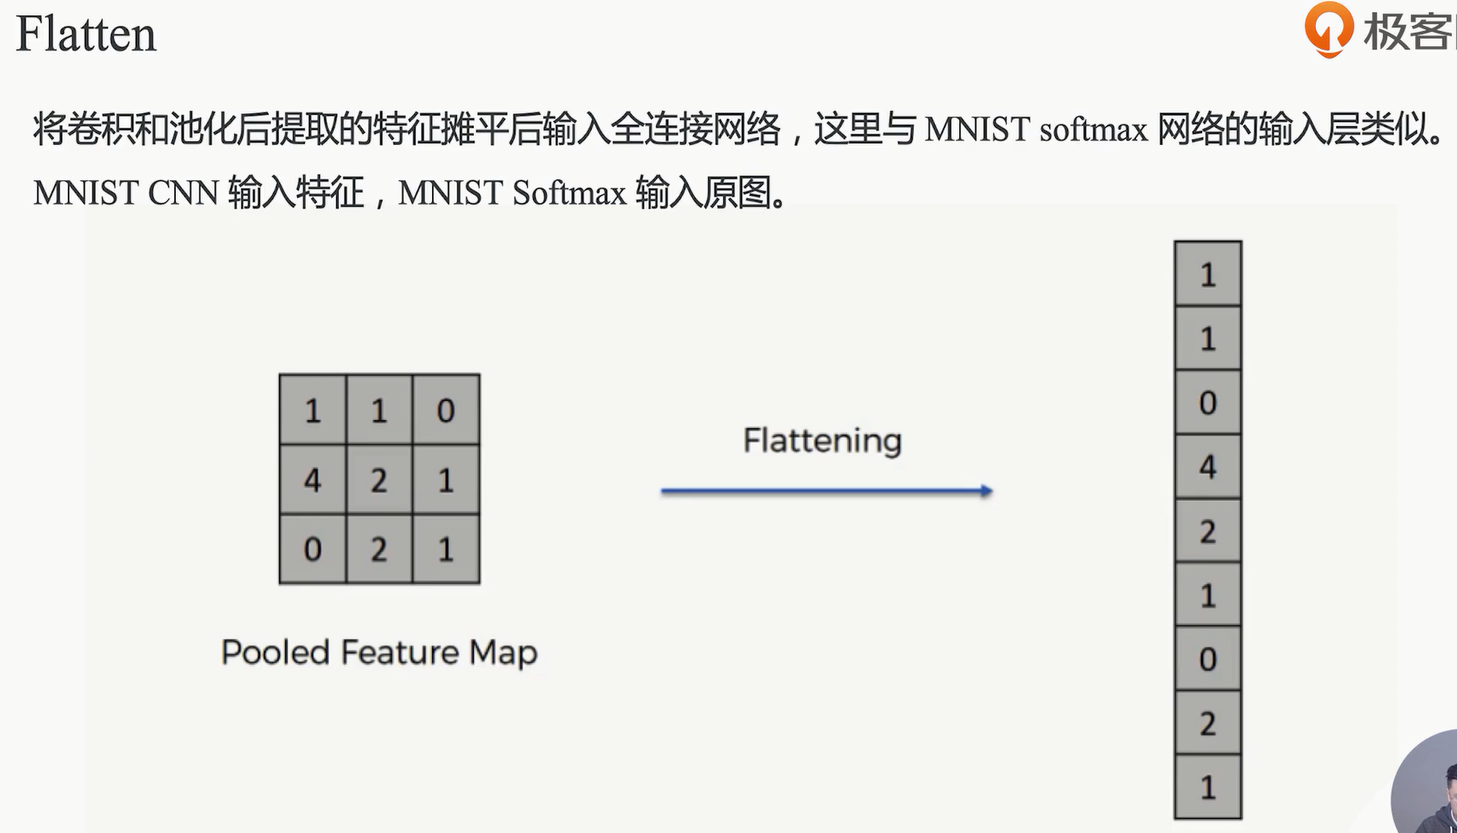 Flatten
极客
将卷积和池化后提取的特征摊平后输入全连接网络，这里与 MNIST softmax 网络的输入层类似。
MNIST CNN 输入特征，MNIST Softmax 输入原图。
1 1 0
4 2 1
0 2 1
Pooled Feature Map
Flattening
1
1
0
4
2
1
0
2
1